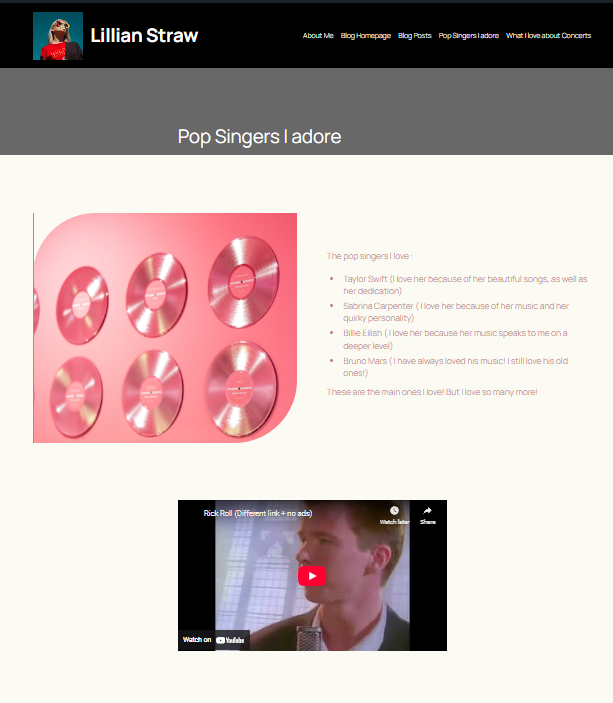 Lillian Straw
About Me Blog Homepage Blog Posts Pop Singers I adore What I love about Concerts
Pop Singers I adore
The pop singers I love :
Taylor Swift (I love her because of her beautiful songs, as well as
her dedication)
Sabrina Carpenter ( I love her because of her music and her
quirky personality)
Billie Eilish ( I love her because her music speaks to me on a
deeper level)
Bruno Mars ( I have always loved his music! I still love his old
ones!)
These are the main ones I love! But I love so many more!
Rick Roll (Different link + no ads)
Watch later
Share
Watch on YouTube